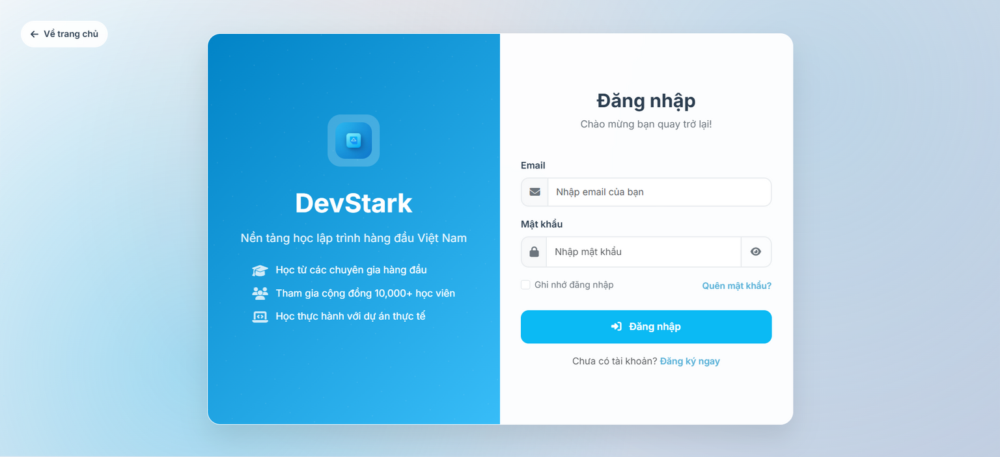 Về trang chủ
DevStark
Nền tảng học lập trình hàng đầu Việt Nam
Học từ các chuyên gia hàng đầu
Tham gia cộng đồng 10,000+ học viên
Học thực hành với dự án thực tế
Đăng nhập
Chào mừng bạn quay trở lại!
Email
Nhập email của bạn
Mật khẩu
Nhập mật khẩu
Ghi nhớ đăng nhập
Quên mật khẩu?
Đăng nhập
Chưa có tài khoản? Đăng ký ngay